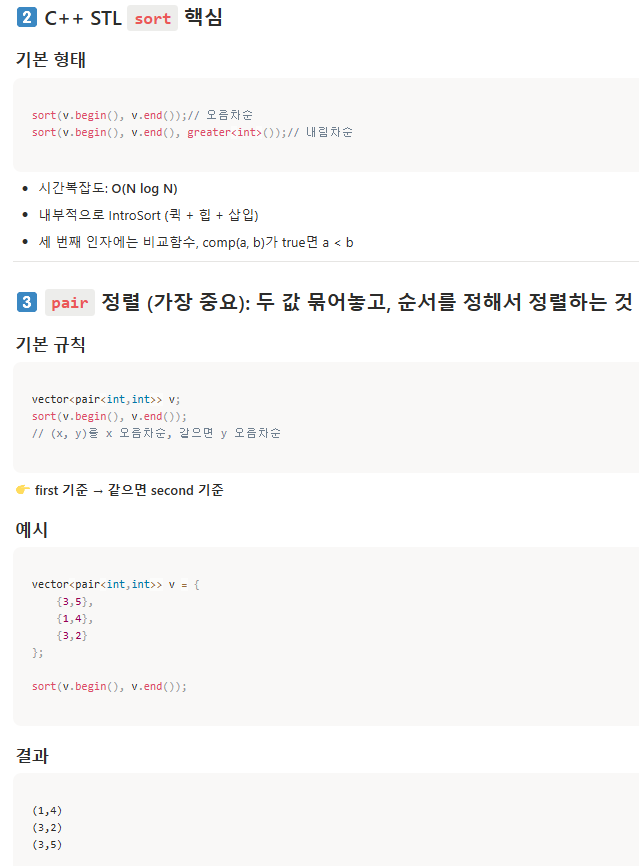 2 C++ STL sort 핵심
기본 형태
sort(v.begin(), v.end());// 오름차순
sort(v.begin(), v.end(), greater<int>());// 내림차순
• 시간복잡도: O(N log N)
• 내부적으로 IntroSort (퀵 + 힙 + 삽입)
• 세 번째 인자에는 비교함수, comp(a, b)가 true면 a < b
3 pair 정렬 (가장 중요): 두 값 묶어놓고, 순서를 정해서 정렬하는 것
기본 규칙
vector<pair<int,int>> v;
sort(v.begin(), v.end());
// (x, y)를 x 오름차순, 같으면 y 오름차순
👉 first 기준 → 같으면 second 기준
예시
vector<pair<int,int>> v = {
    {3,5},
    {1,4},
    {3,2}
};
sort(v.begin(), v.end());
결과
(1,4)
(3,2)
(3,5)